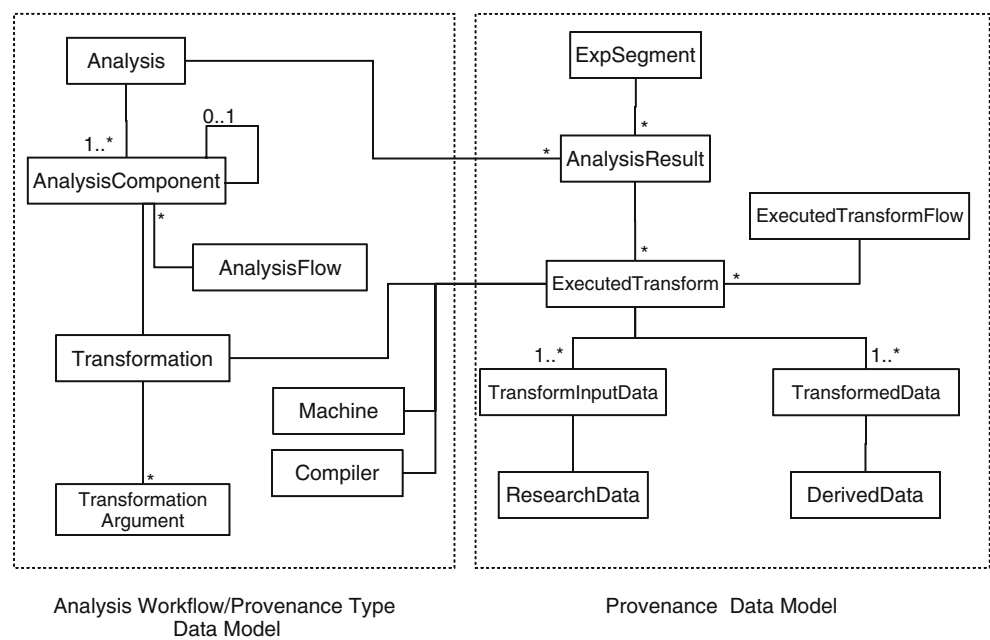 Analysis
0..1
1..*
AnalysisComponent
*
AnalysisFlow
Transformation
Machine
Compiler
*
Transformation
Argument
Analysis Workflow/Provenance Type
Data Model
ExpSegment
*
*
AnalysisResult
ExecutedTransformFlow
*
ExecutedTransform
*
1..*
1..*
TransformInputData
TransformedData
ResearchData
DerivedData
Provenance Data Model